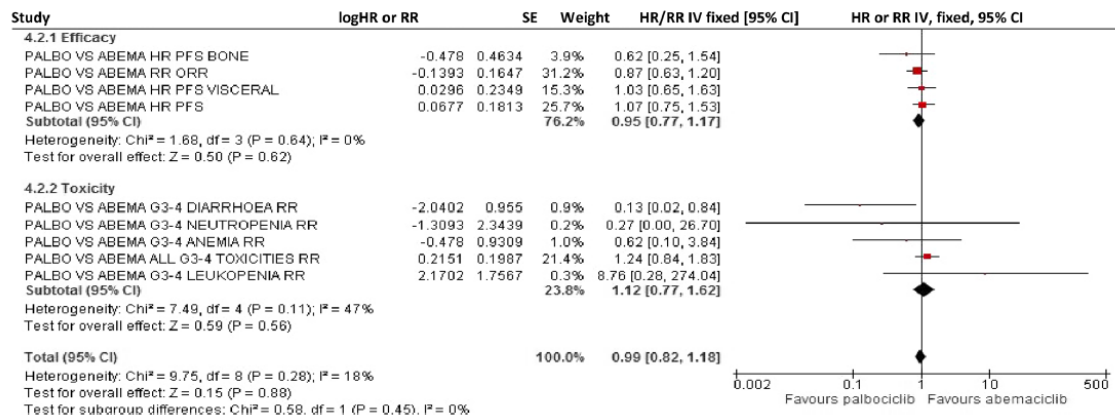 Study logHR or RR SE Weight HR/RR IV fixed [95% CI] HR or RR IV, fixed, 95% CI
4.2.1 Efficacy
PALBO VS ABEMA HR PFS BONE -0.478 0.4634 3.9% 0.62 [0.25, 1.54]
PALBO VS ABEMA RR ORR -0.1393 0.1647 31.2% 0.87 [0.63, 1.20]
PALBO VS ABEMA HR PFS VISCERAL 0.0296 0.2349 15.3% 1.03 [0.65, 1.63]
PALBO VS ABEMA HR PFS 0.0677 0.1813 25.7% 1.07 [0.75, 1.53]
Subtotal (95% CI) 76.2% 0.95 [0.77, 1.17]
Heterogeneity: Chi² = 1.68, df = 3 (P = 0.64); I² = 0%
Test for overall effect: Z = 0.50 (P = 0.62)
4.2.2 Toxicity
PALBO VS ABEMA G3-4 DIARRHOEA RR -2.0402 0.955 0.9% 0.13 [0.02, 0.84]
PALBO VS ABEMA G3-4 NEUTROPENIA RR -1.3093 2.3439 0.2% 0.27 [0.00, 26.70]
PALBO VS ABEMA G3-4 ANEMIA RR -0.478 0.9309 1.0% 0.62 [0.10, 3.84]
PALBO VS ABEMA ALL G3-4 TOXICITIES RR 0.2151 0.1987 21.4% 1.24 [0.84, 1.83]
PALBO VS ABEMA G3-4 LEUKOPENIA RR 2.1702 1.7567 0.3% 8.76 [0.28, 274.04]
Subtotal (95% CI) 23.8% 1.12 [0.77, 1.62]
Heterogeneity: Chi² = 7.49, df = 4 (P = 0.11); I² = 47%
Test for overall effect: Z = 0.59 (P = 0.56)
Total (95% CI) 100.0% 0.99 [0.82, 1.18]
Heterogeneity: Chi² = 9.75, df = 8 (P = 0.28); I² = 18%
Test for overall effect: Z = 0.15 (P = 0.88)
Test for subgroup differences: Chi² = 0.58, df = 1 (P = 0.45), I² = 0%
0.002 0.1 1 10 500
Favours palbociclib Favours abemaciclib